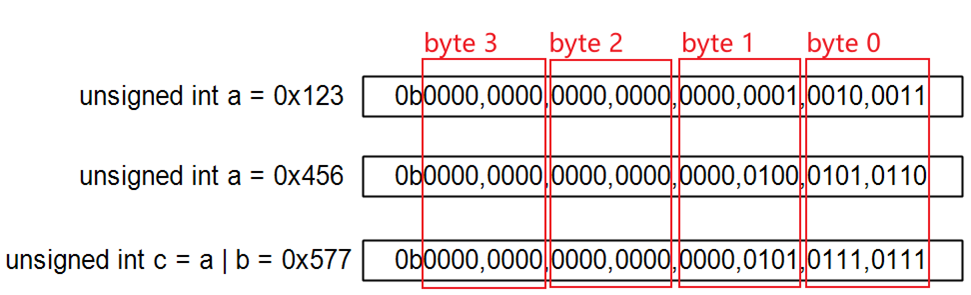 byte 3 byte 2 byte 1 byte 0
unsigned int a = 0x123 0b0000,0000,0000,0000,0000,0001,0010,0011
unsigned int a = 0x456 0b0000,0000,0000,0000,0000,0100,0101,0110
unsigned int c = a | b = 0x577 0b0000,0000,0000,0000,0000,0101,0111,0111